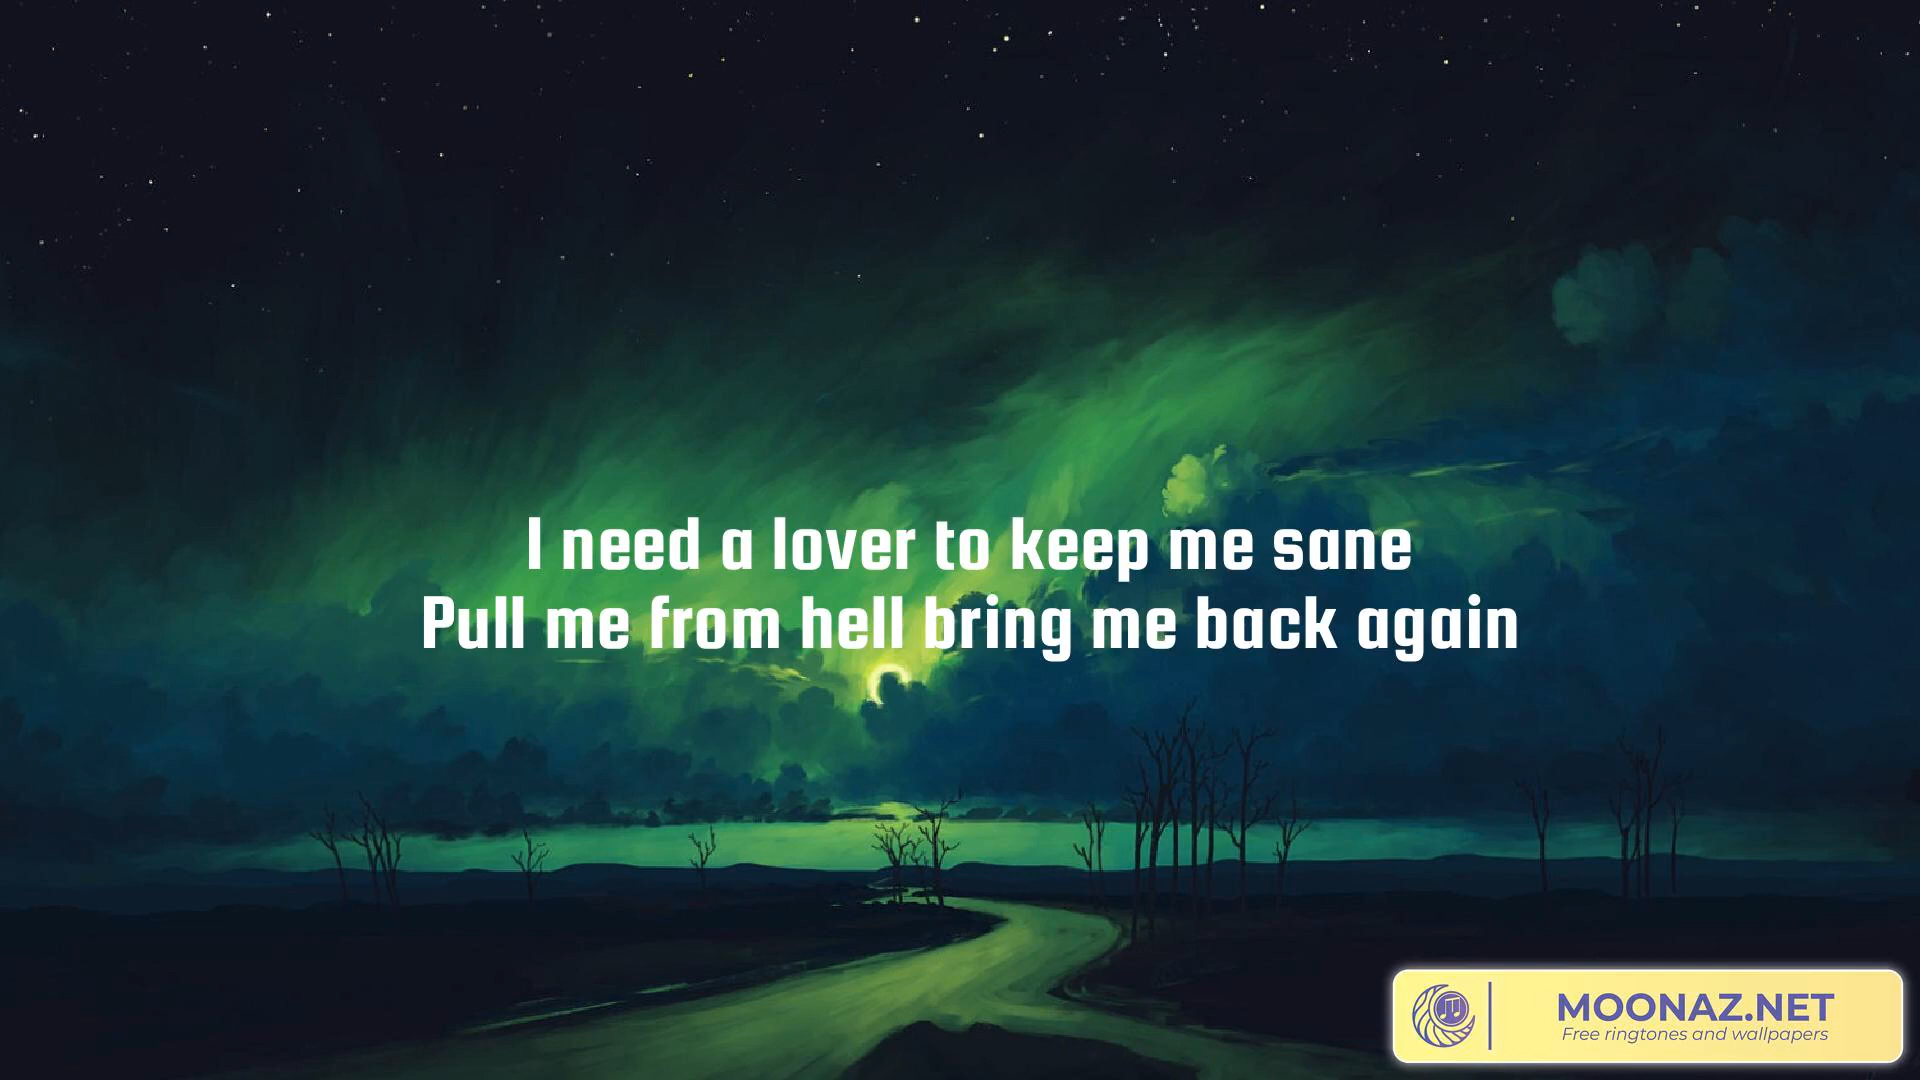 I need a lover to keep me sane
Pull me from hell bring me back again
MOONAZ.NET
Free ringtones and wallpapers